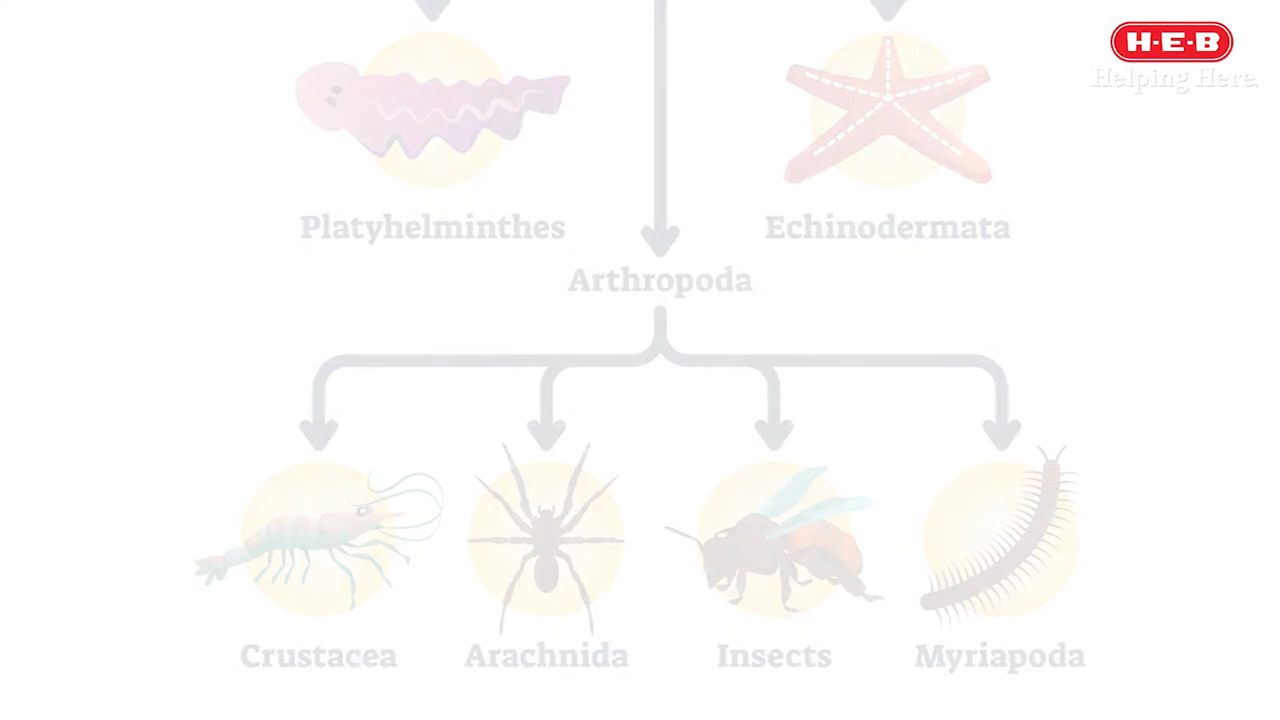 H-E-B
Helping Here.
Platyhelminthes
Echinodermata
Arthropoda
Crustacea
Arachnida
Insects
Myriapoda